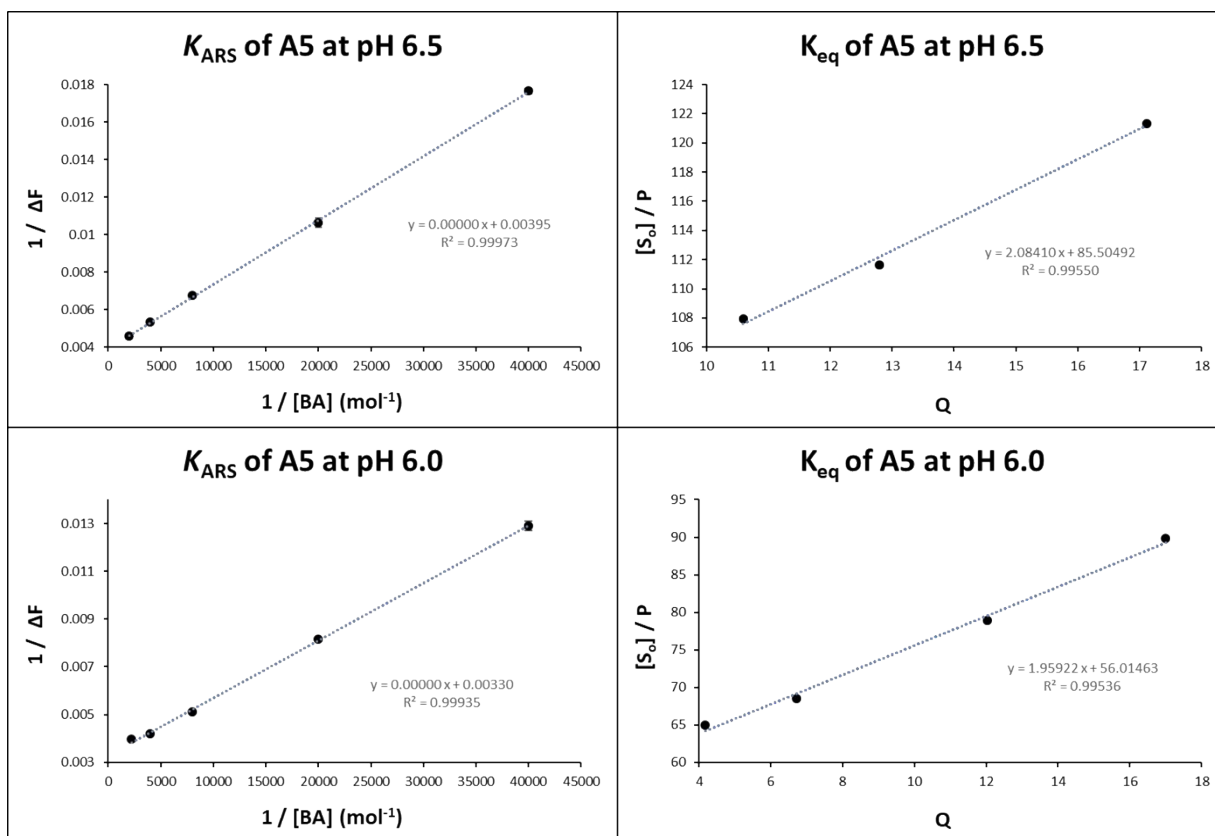 K_ARS of A5 at pH 6.5
0.018
0.016
0.014
0.012
0.01
0.008
0.006
0.004
1 / ΔF
y = 0.00000 x + 0.00395
R² = 0.99973
0 5000 10000 15000 20000 25000 30000 35000 40000 45000
1 / [BA] (mol⁻¹)
K_eq of A5 at pH 6.5
124
122
120
118
116
114
112
110
108
106
[S_o] / P
y = 2.08410 x + 85.50492
R² = 0.99550
10 11 12 13 14 15 16 17 18
Q
K_ARS of A5 at pH 6.0
0.013
0.011
0.009
0.007
0.005
0.003
1 / ΔF
y = 0.00000 x + 0.00330
R² = 0.99935
0 5000 10000 15000 20000 25000 30000 35000 40000 45000
1 / [BA] (mol⁻¹)
K_eq of A5 at pH 6.0
95
90
85
80
75
70
65
60
[S_o] / P
y = 1.95922 x + 56.01463
R² = 0.99536
4 6 8 10 12 14 16 18
Q